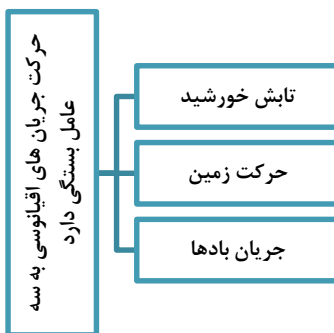 حرکت جریان های اقیانوسی به سه
عامل بستگی دارد
تابش خورشید
حرکت زمین
جریان بادها